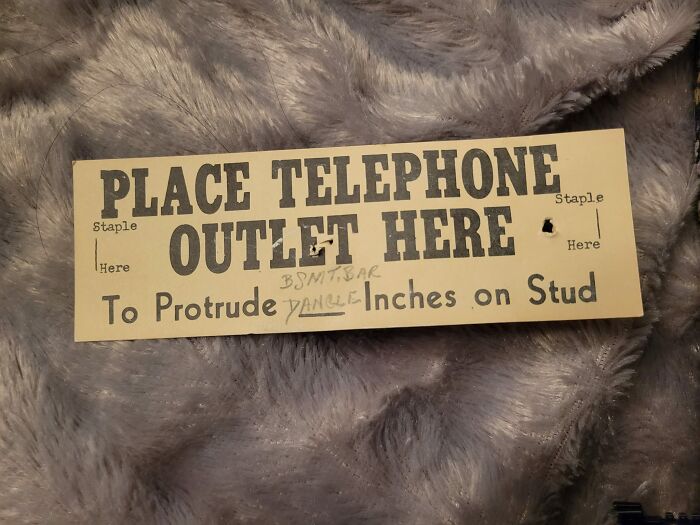 PLACE TELEPHONE
OUTLET HERE
Staple
Here
Staple
Here
BSMT. BAR
DANGLE
To Protrude Inches on Stud